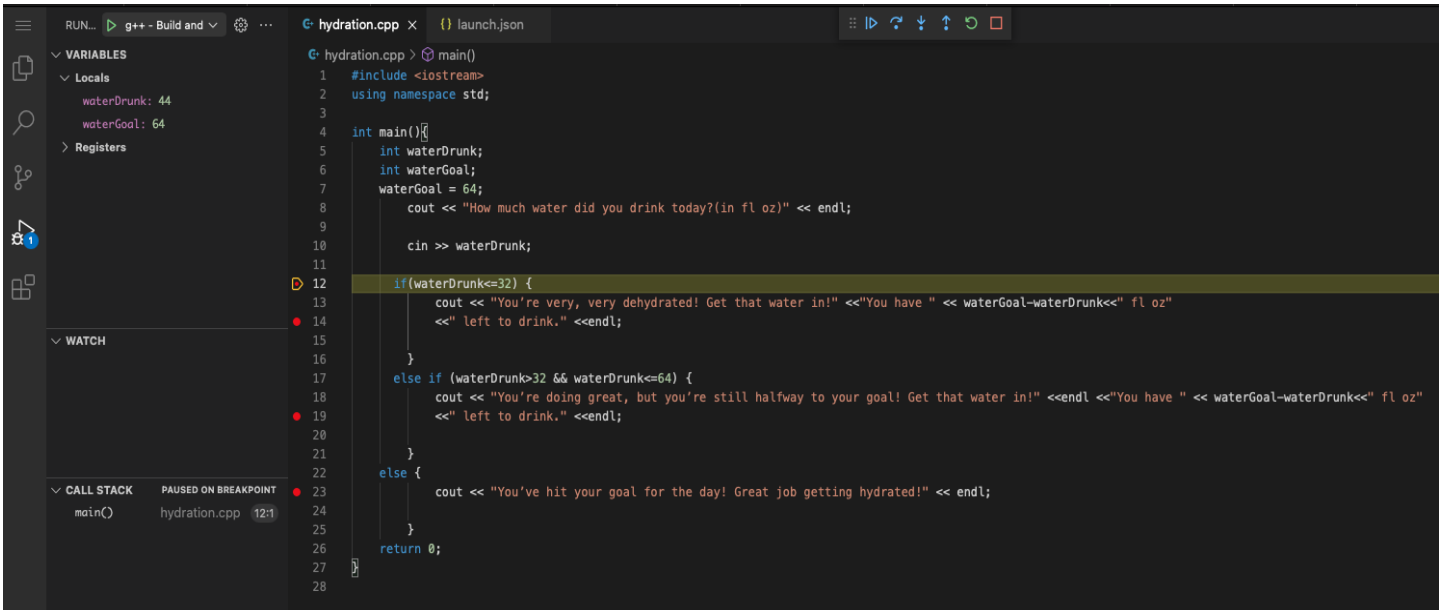 RUN... g++ - Build and ...
hydration.cpp
{} launch.json
VARIABLES
Locals
waterDrunk: 44
waterGoal: 64
Registers
WATCH
CALL STACK PAUSED ON BREAKPOINT
main() hydration.cpp 12:1
1
hydration.cpp > main()
1 #include <iostream>
2 using namespace std;
3
4 int main(){
5 int waterDrunk;
6 int waterGoal;
7 waterGoal = 64;
8 cout << "How much water did you drink today?(in fl oz)" << endl;
9
10 cin >> waterDrunk;
11
12 if(waterDrunk<=32) {
13 cout << "You’re very, very dehydrated! Get that water in!" <<"You have " << waterGoal-waterDrunk<<" fl oz"
14 <<" left to drink." <<endl;
15
16 }
17 else if (waterDrunk>32 && waterDrunk<=64) {
18 cout << "You’re doing great, but you’re still halfway to your goal! Get that water in!" <<endl <<"You have " << waterGoal-waterDrunk<<" fl oz"
19 <<" left to drink." <<endl;
20
21 }
22 else {
23 cout << "You’ve hit your goal for the day! Great job getting hydrated!" << endl;
24
25 }
26 return 0;
27 }
28